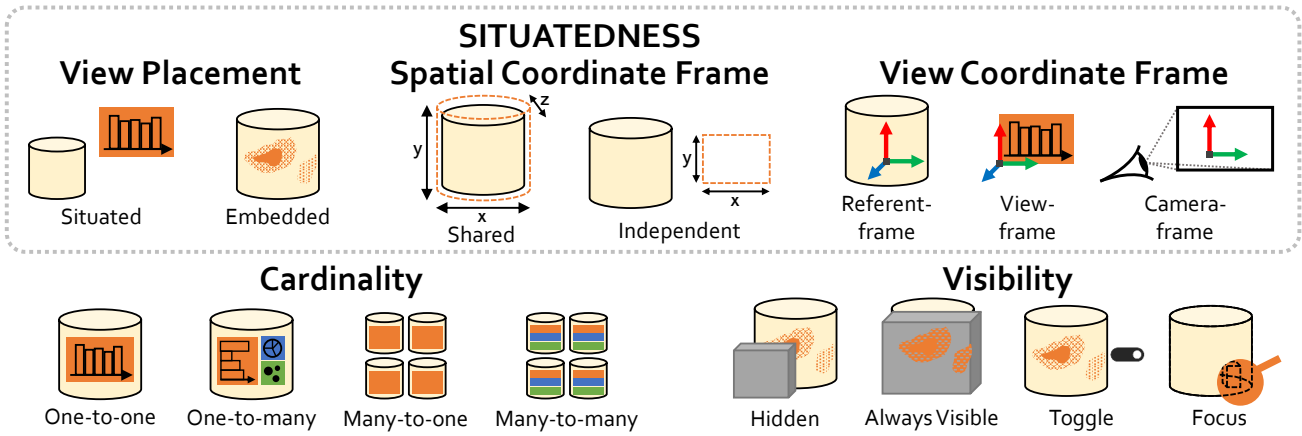 SITUATEDNESS
View Placement
Spatial Coordinate Frame
View Coordinate Frame
Situated
Embedded
y
z
x
Shared
y
x
Independent
Referent-
frame
View-
frame
Camera-
frame
Cardinality
Visibility
One-to-one
One-to-many
Many-to-one
Many-to-many
Hidden
Always Visible
Toggle
Focus